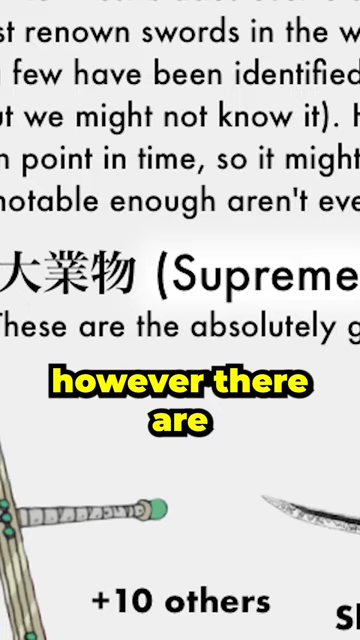 st renown swords in the w
few have been identified
ut we might not know it). H
n point in time, so it might
notable enough aren't eve
大業物 (Supreme
These are the absolutely g
however there
are
+10 others